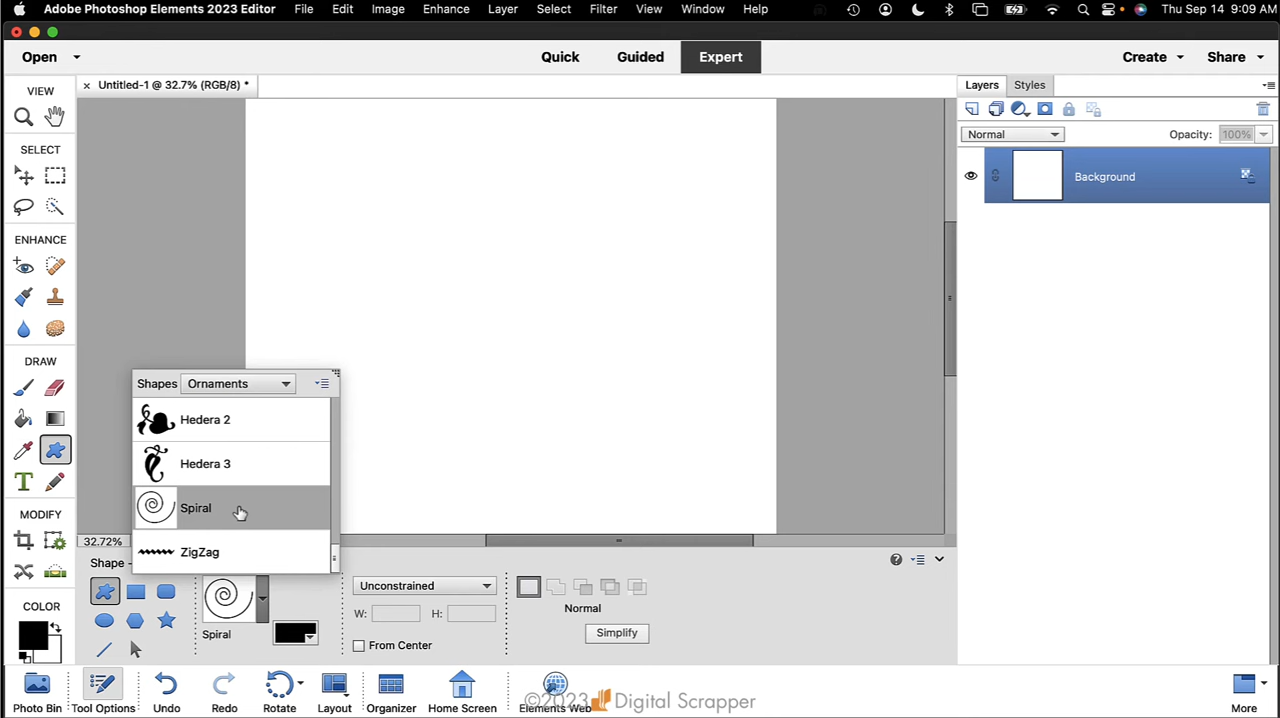 Adobe Photoshop Elements 2023 Editor File Edit Image Enhance Layer Select Filter View Window Help Thu Sep 14 9:09 AM
Open Quick Guided Expert Create Share
VIEW
× Untitled-1 @ 32.7% (RGB/8) *
Layers Styles
Normal Opacity: 100%
SELECT
Background
ENHANCE
DRAW
Shapes Ornaments
Hedera 2
Hedera 3
Spiral
ZigZag
MODIFY
32.72%
Shape -
Unconstrained
W: H:
Normal
Spiral
Simplify
From Center
COLOR
Photo Bin Tool Options Undo Redo Rotate Layout Organizer Home Screen Elements Web More
©2023 Digital Scrapper